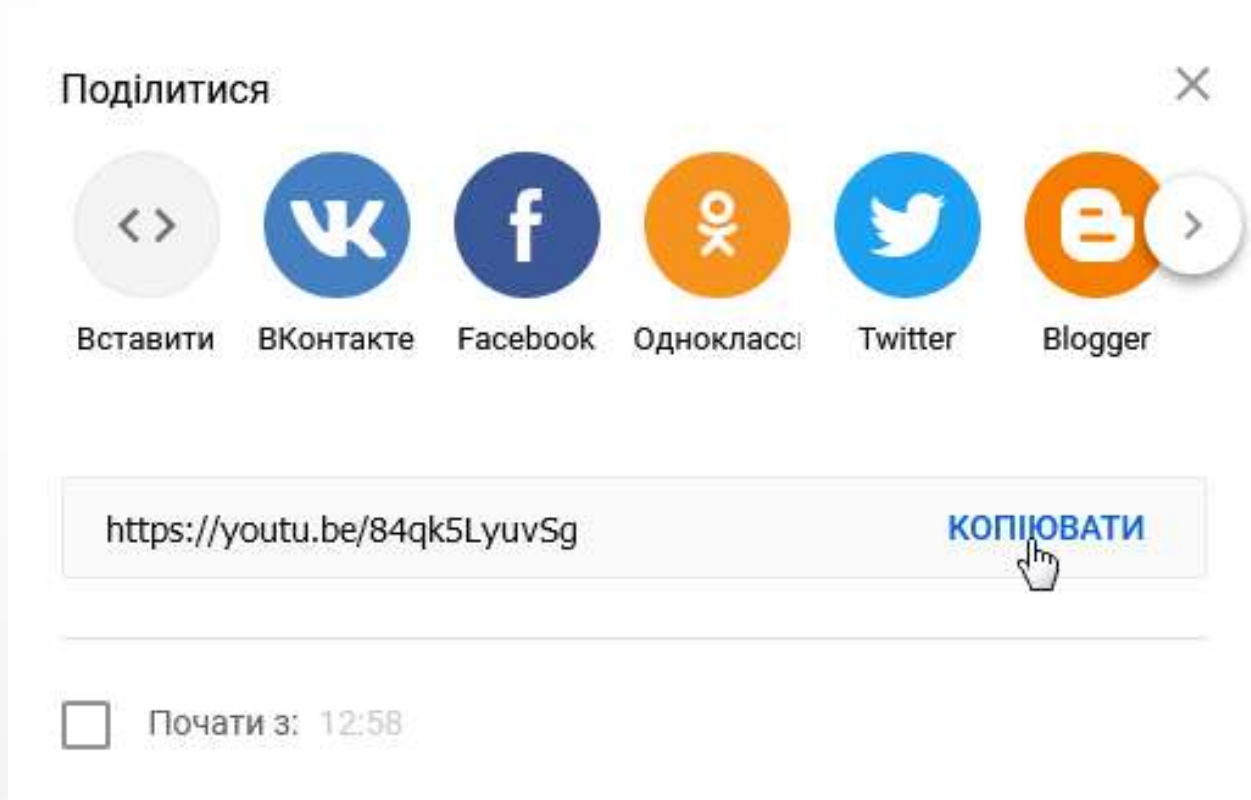 Поділитися
Вставити ВКонтакте Facebook Однокласс Twitter Blogger
https://youtu.be/84qk5LyuvSg КОПІЮВАТИ
Почати з: 12:58